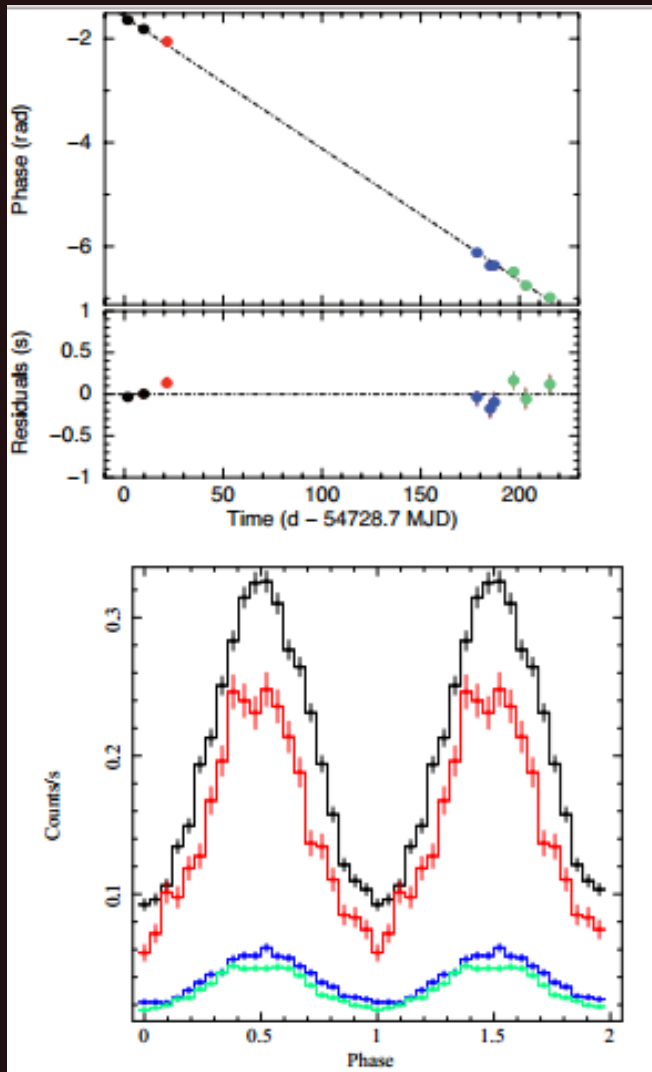 −2
−4
−6
Phase (rad)
1
0.5
0
−0.5
−1
Residuals (s)
0 50 100 150 200
Time (d − 54728.7 MJD)
0.3
0.2
0.1
Counts/s
0 0.5 1 1.5 2
Phase